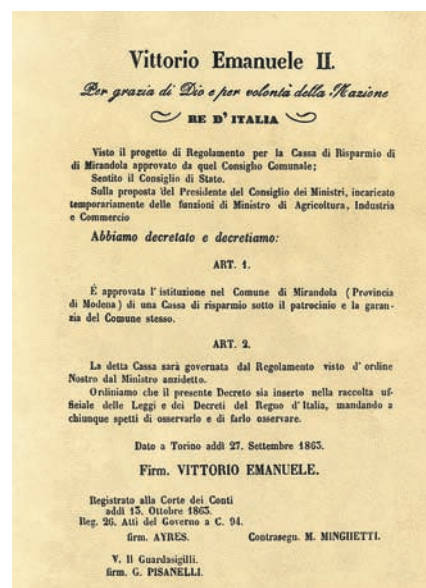 Vittorio Emanuele II.
Per grazia di Dio e per volontà della Nazione
RE D' ITALIA
Visto il progetto di Regolamento per la Cassa di Risparmio di
di Mirandola approvato da quel Consiglio Comunale;
Sentito il Consiglio di Stato.
Sulla proposta del Presidente del Consiglio dei Ministri, incaricato
temporariamente delle funzioni di Ministro di Agricoltura, Industria
e Commercio
Abbiamo decretato e decretiamo:
ART. 1.
É approvata l' istituzione nel Comune di Mirandola (Provincia
di Modena) di una Cassa di risparmio sotto il patrocinio e la garan-
zia del Comune stesso.
ART. 2.
La detta Cassa sarà governata dal Regolamento visto d' ordine
Nostro dal Ministro anzidetto.
Ordiniamo che il presente Decreto sia inserto nella raccolta uf-
ficiale delle Leggi e dei Decreti del Regno d' Italia, mandando a
chiunque spetti di osservarlo e di farlo osservare.
Dato a Torino addì 27. Settembre 1863.
Firm. VITTORIO EMANUELE.
Registrato alla Corte dei Conti
addì 13. Ottobre 1863.
Reg. 26. Atti del Governo a C. 94.
firm. AYRES. Contrasegn. M. MINGHETTI.
V. Il Guardasigilli.
firm. G. PISANELLI.